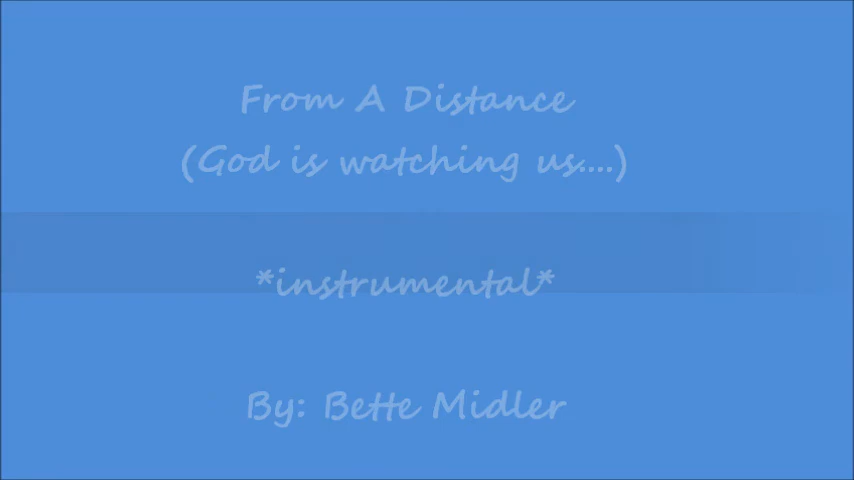 From A Distance
(God is watching us....)
*instrumental*
By: Bette Midler